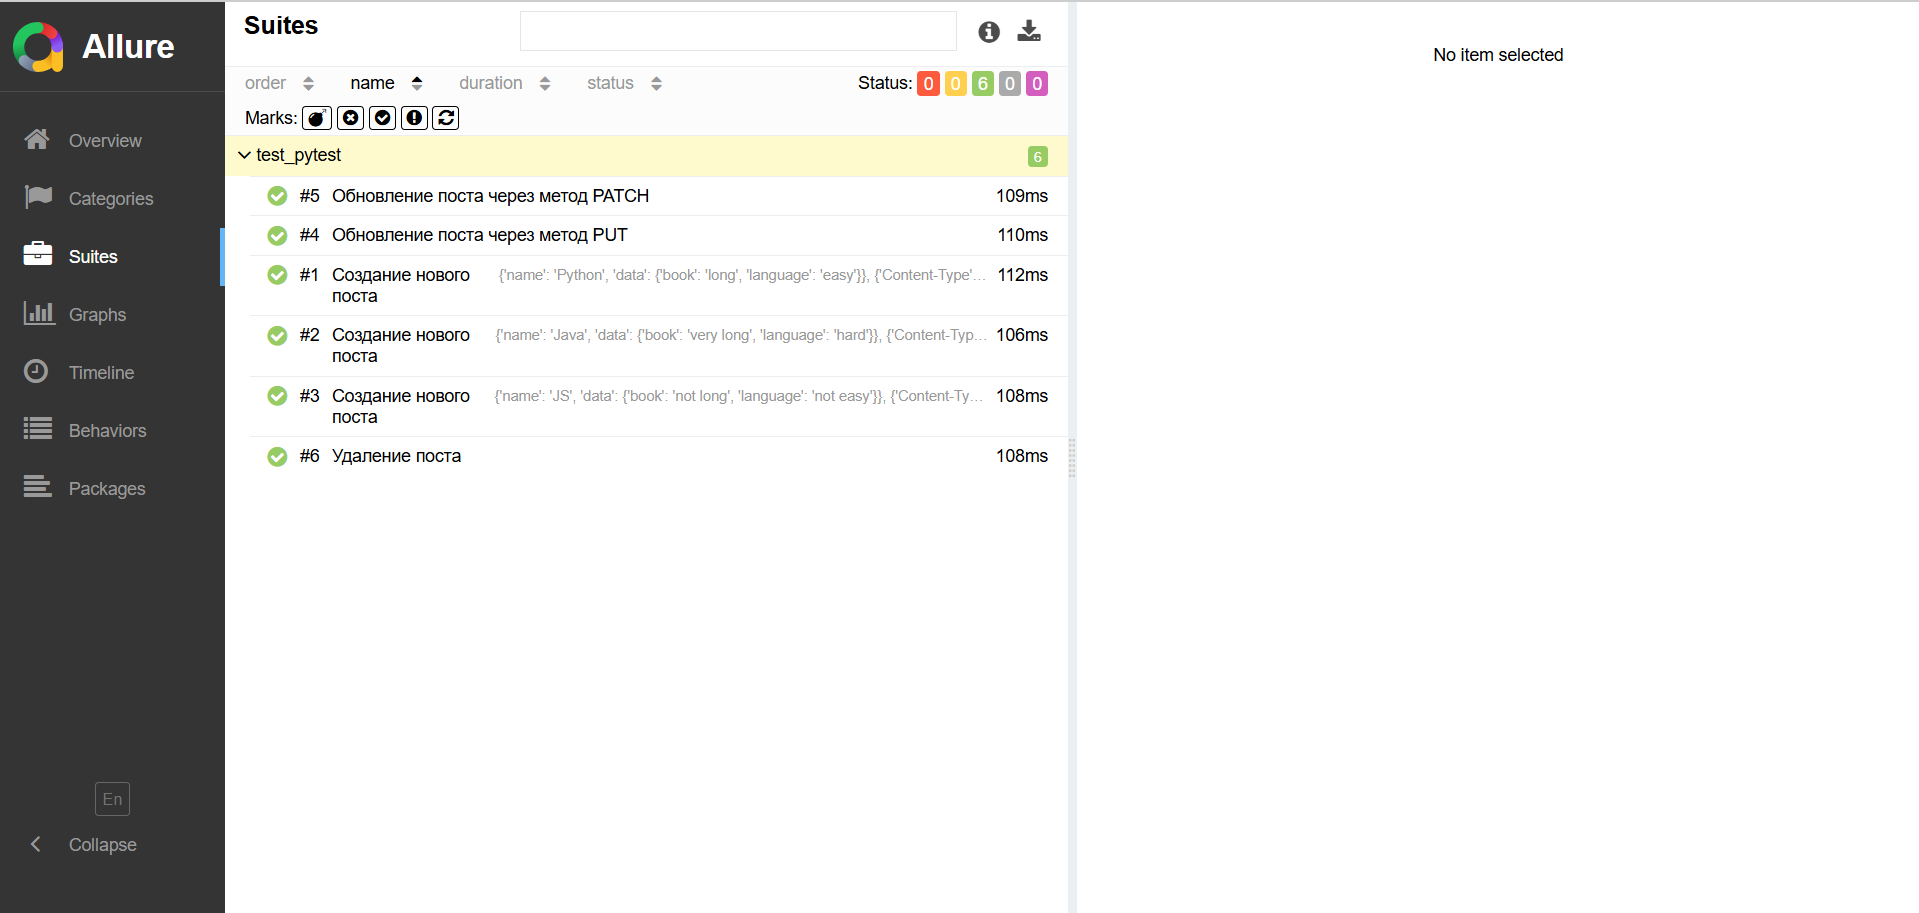 Allure
Overview
Categories
Suites
Graphs
Timeline
Behaviors
Packages
En
Collapse
Suites
order name duration status Status: 0 0 6 0 0
Marks:
test_pytest 6
#5 Обновление поста через метод PATCH 109ms
#4 Обновление поста через метод PUT 110ms
#1 Создание нового {'name': 'Python', 'data': {'book': 'long', 'language': 'easy'}}, {'Content-Type'... 112ms
поста
#2 Создание нового {'name': 'Java', 'data': {'book': 'very long', 'language': 'hard'}}, {'Content-Typ... 106ms
поста
#3 Создание нового {'name': 'JS', 'data': {'book': 'not long', 'language': 'not easy'}}, {'Content-Ty... 108ms
поста
#6 Удаление поста 108ms
No item selected